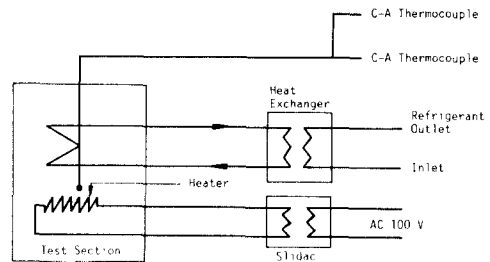 C-A Thermocouple
C-A Thermocouple
Heat
Exchanger
Refrigerant
Outlet
Inlet
Heater
AC 100 V
Test Section
Slidac